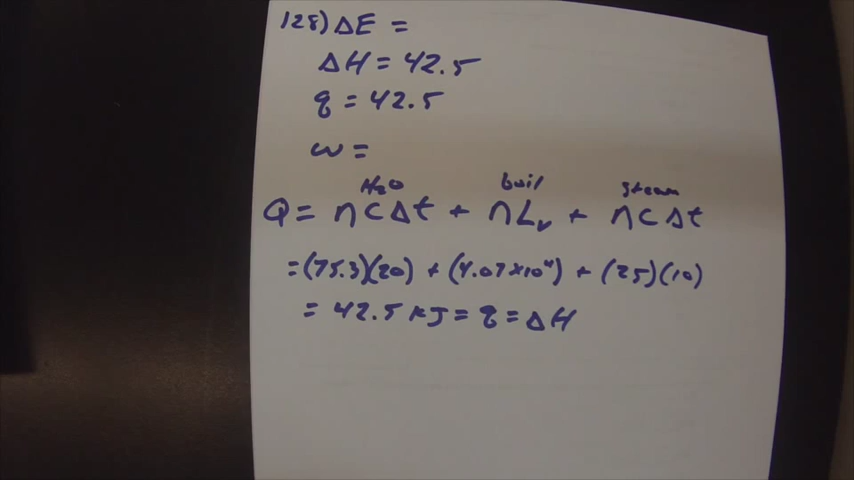 128) ΔE =
ΔH = 42.5
q = 42.5
w =
H₂O boil steam
Q = nCΔt + nLᵥ + nCΔt
= (75.3)(20) + (4.07×10⁴) + (25)(10)
= 42.5 kJ = q = ΔH